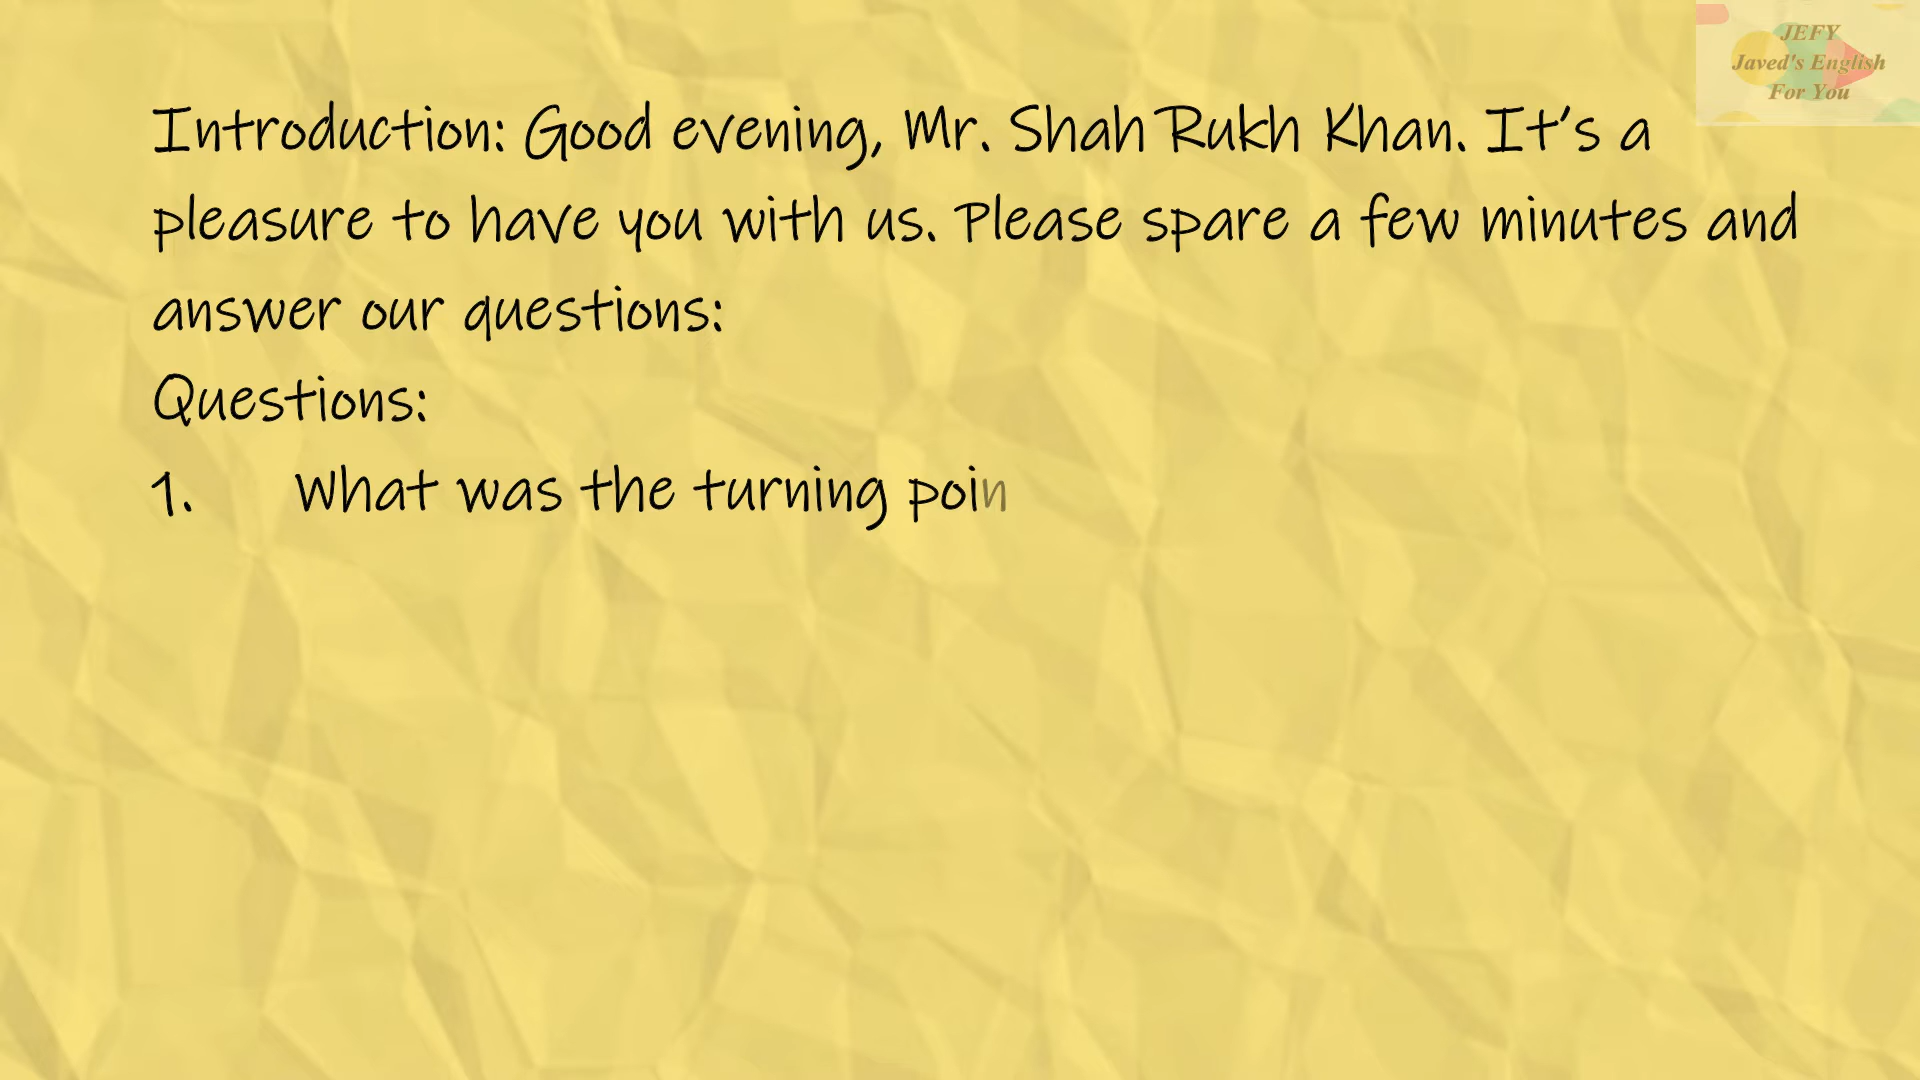 JEFY
Javed's English
For You
Introduction: Good evening, Mr. Shah Rukh Khan. It's a
pleasure to have you with us. Please spare a few minutes and
answer our questions:
Questions:
1. What was the turning poin